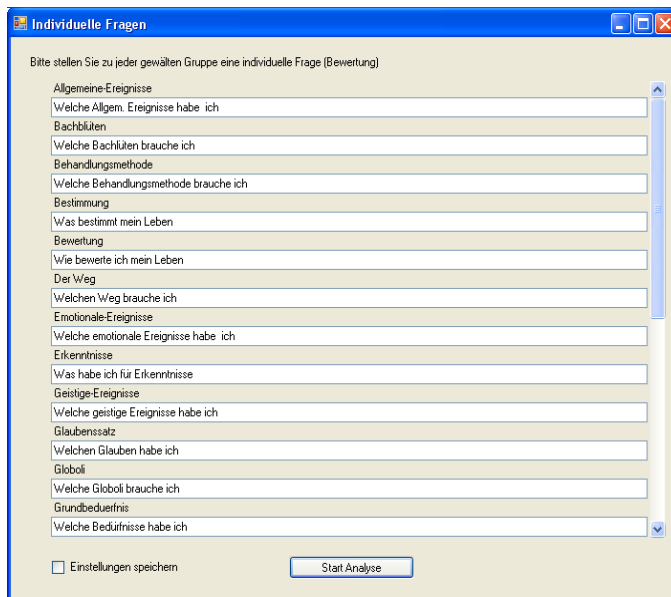 Individuelle Fragen
Bitte stellen Sie zu jeder gewälten Gruppe eine individuelle Frage (Bewertung)
Allgemeine-Ereignisse
Welche Allgem. Ereignisse habe  ich
Bachblüten
Welche Bachlüten brauche ich
Behandlungsmethode
Welche Behandlungsmethode brauche ich
Bestimmung
Was bestimmt mein Leben
Bewertung
Wie bewerte ich mein Leben
Der Weg
Welchen Weg brauche ich
Emotionale-Ereignisse
Welche emotionale Ereignisse habe  ich
Erkenntnisse
Was habe ich für Erkenntnisse
Geistige-Ereignisse
Welche geistige Ereignisse habe ich
Glaubenssatz
Welchen Glauben habe ich
Globoli
Welche Globoli brauche ich
Grundbeduerfnis
Welche Bedürfnisse habe ich
Einstellungen speichern
Start Analyse